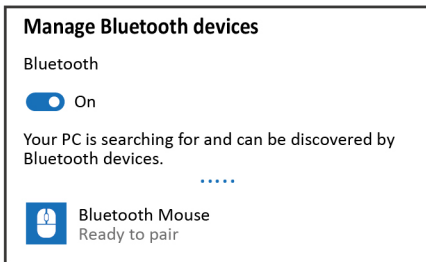 Manage Bluetooth devices
Bluetooth
On
Your PC is searching for and can be discovered by
Bluetooth devices.
Bluetooth Mouse
Ready to pair